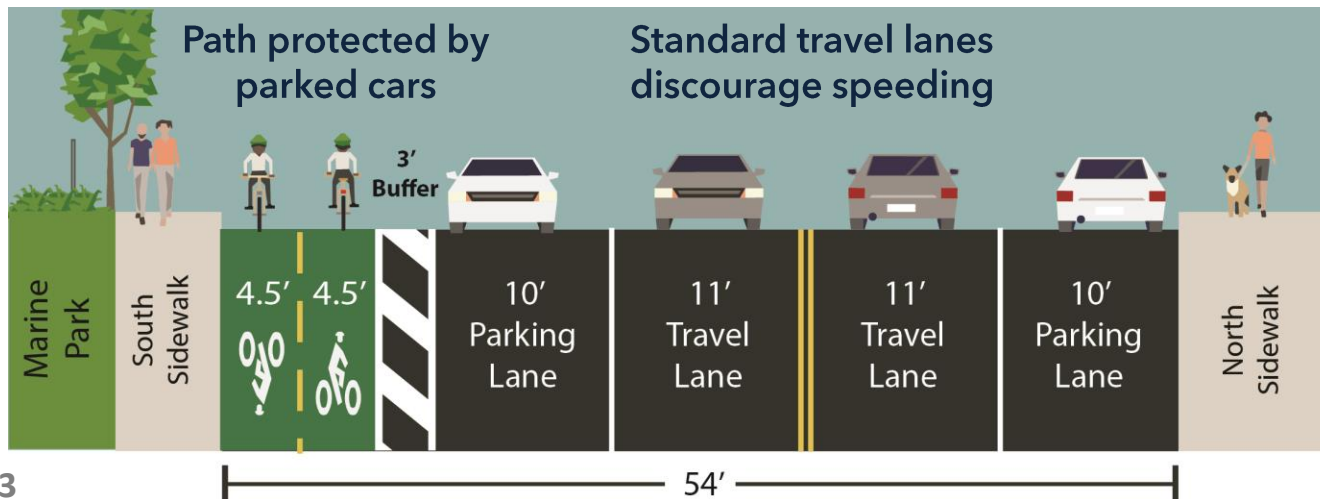 Path protected by
parked cars
Standard travel lanes
discourage speeding
3’
Buffer
Marine
Park
South
Sidewalk
4.5’
4.5’
10’
Parking
Lane
11’
Travel
Lane
11’
Travel
Lane
10’
Parking
Lane
North
Sidewalk
54’
3